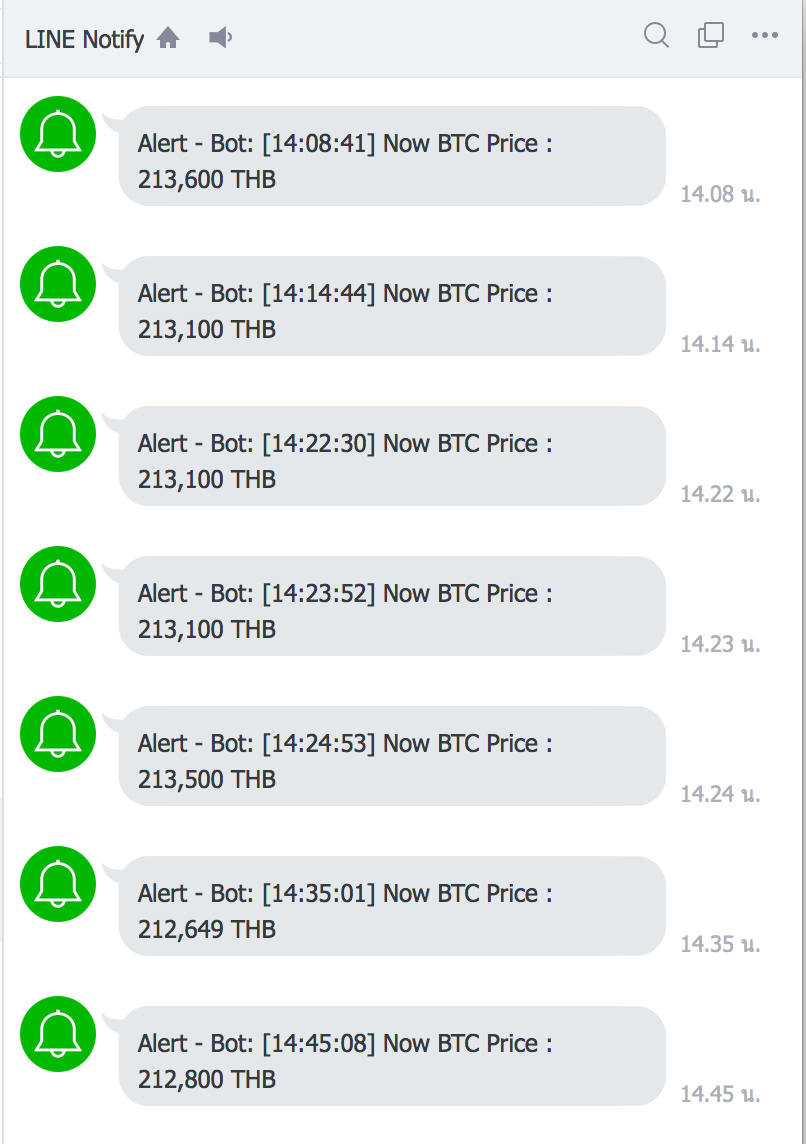 LINE Notify
Alert - Bot: [14:08:41] Now BTC Price :
213,600 THB
14.08 น.
Alert - Bot: [14:14:44] Now BTC Price :
213,100 THB
14.14 น.
Alert - Bot: [14:22:30] Now BTC Price :
213,100 THB
14.22 น.
Alert - Bot: [14:23:52] Now BTC Price :
213,100 THB
14.23 น.
Alert - Bot: [14:24:53] Now BTC Price :
213,500 THB
14.24 น.
Alert - Bot: [14:35:01] Now BTC Price :
212,649 THB
14.35 น.
Alert - Bot: [14:45:08] Now BTC Price :
212,800 THB
14.45 น.